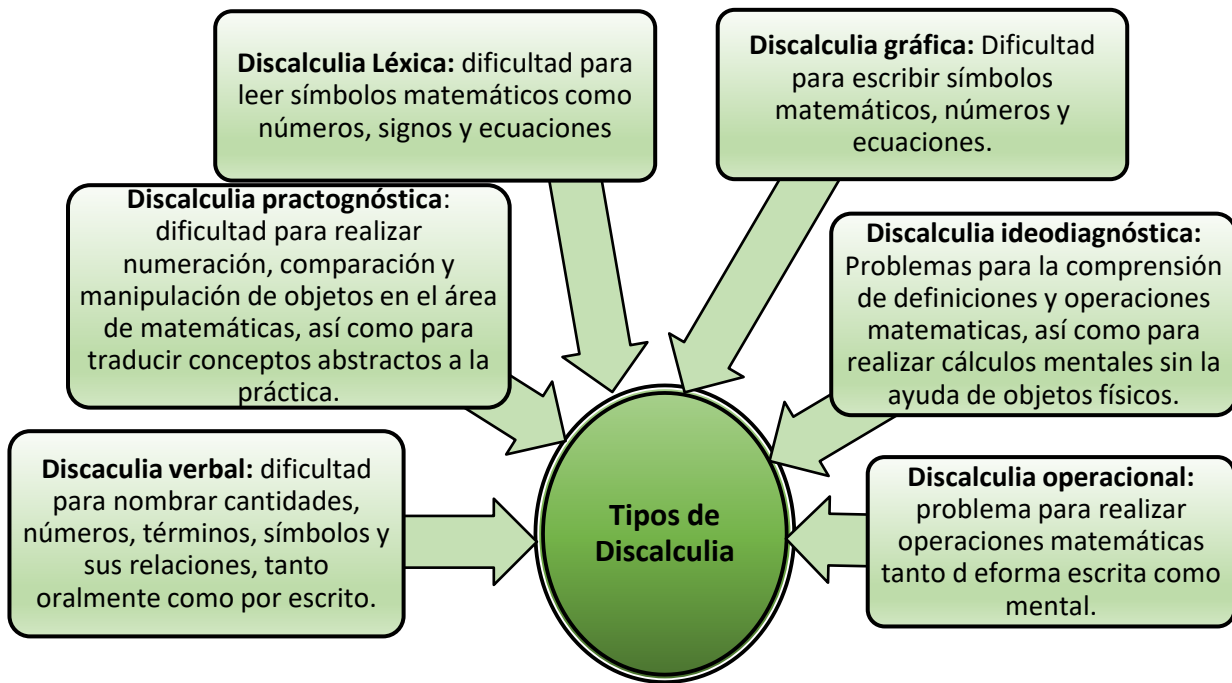 Discalculia Léxica: dificultad para
leer símbolos matemáticos como
números, signos y ecuaciones
Discalculia gráfica: Dificultad
para escribir símbolos
matemáticos, números y
ecuaciones.
Discalculia practognóstica:
dificultad para realizar
numeración, comparación y
manipulación de objetos en el área
de matemáticas, así como para
traducir conceptos abstractos a la
práctica.
Discalculia ideodiagnóstica:
Problemas para la comprensión
de definiciones y operaciones
matematicas, así como para
realizar cálculos mentales sin la
ayuda de objetos físicos.
Discaculia verbal: dificultad
para nombrar cantidades,
números, términos, símbolos y
sus relaciones, tanto
oralmente como por escrito.
Tipos de
Discalculia
Discalculia operacional:
problema para realizar
operaciones matemáticas
tanto d eforma escrita como
mental.